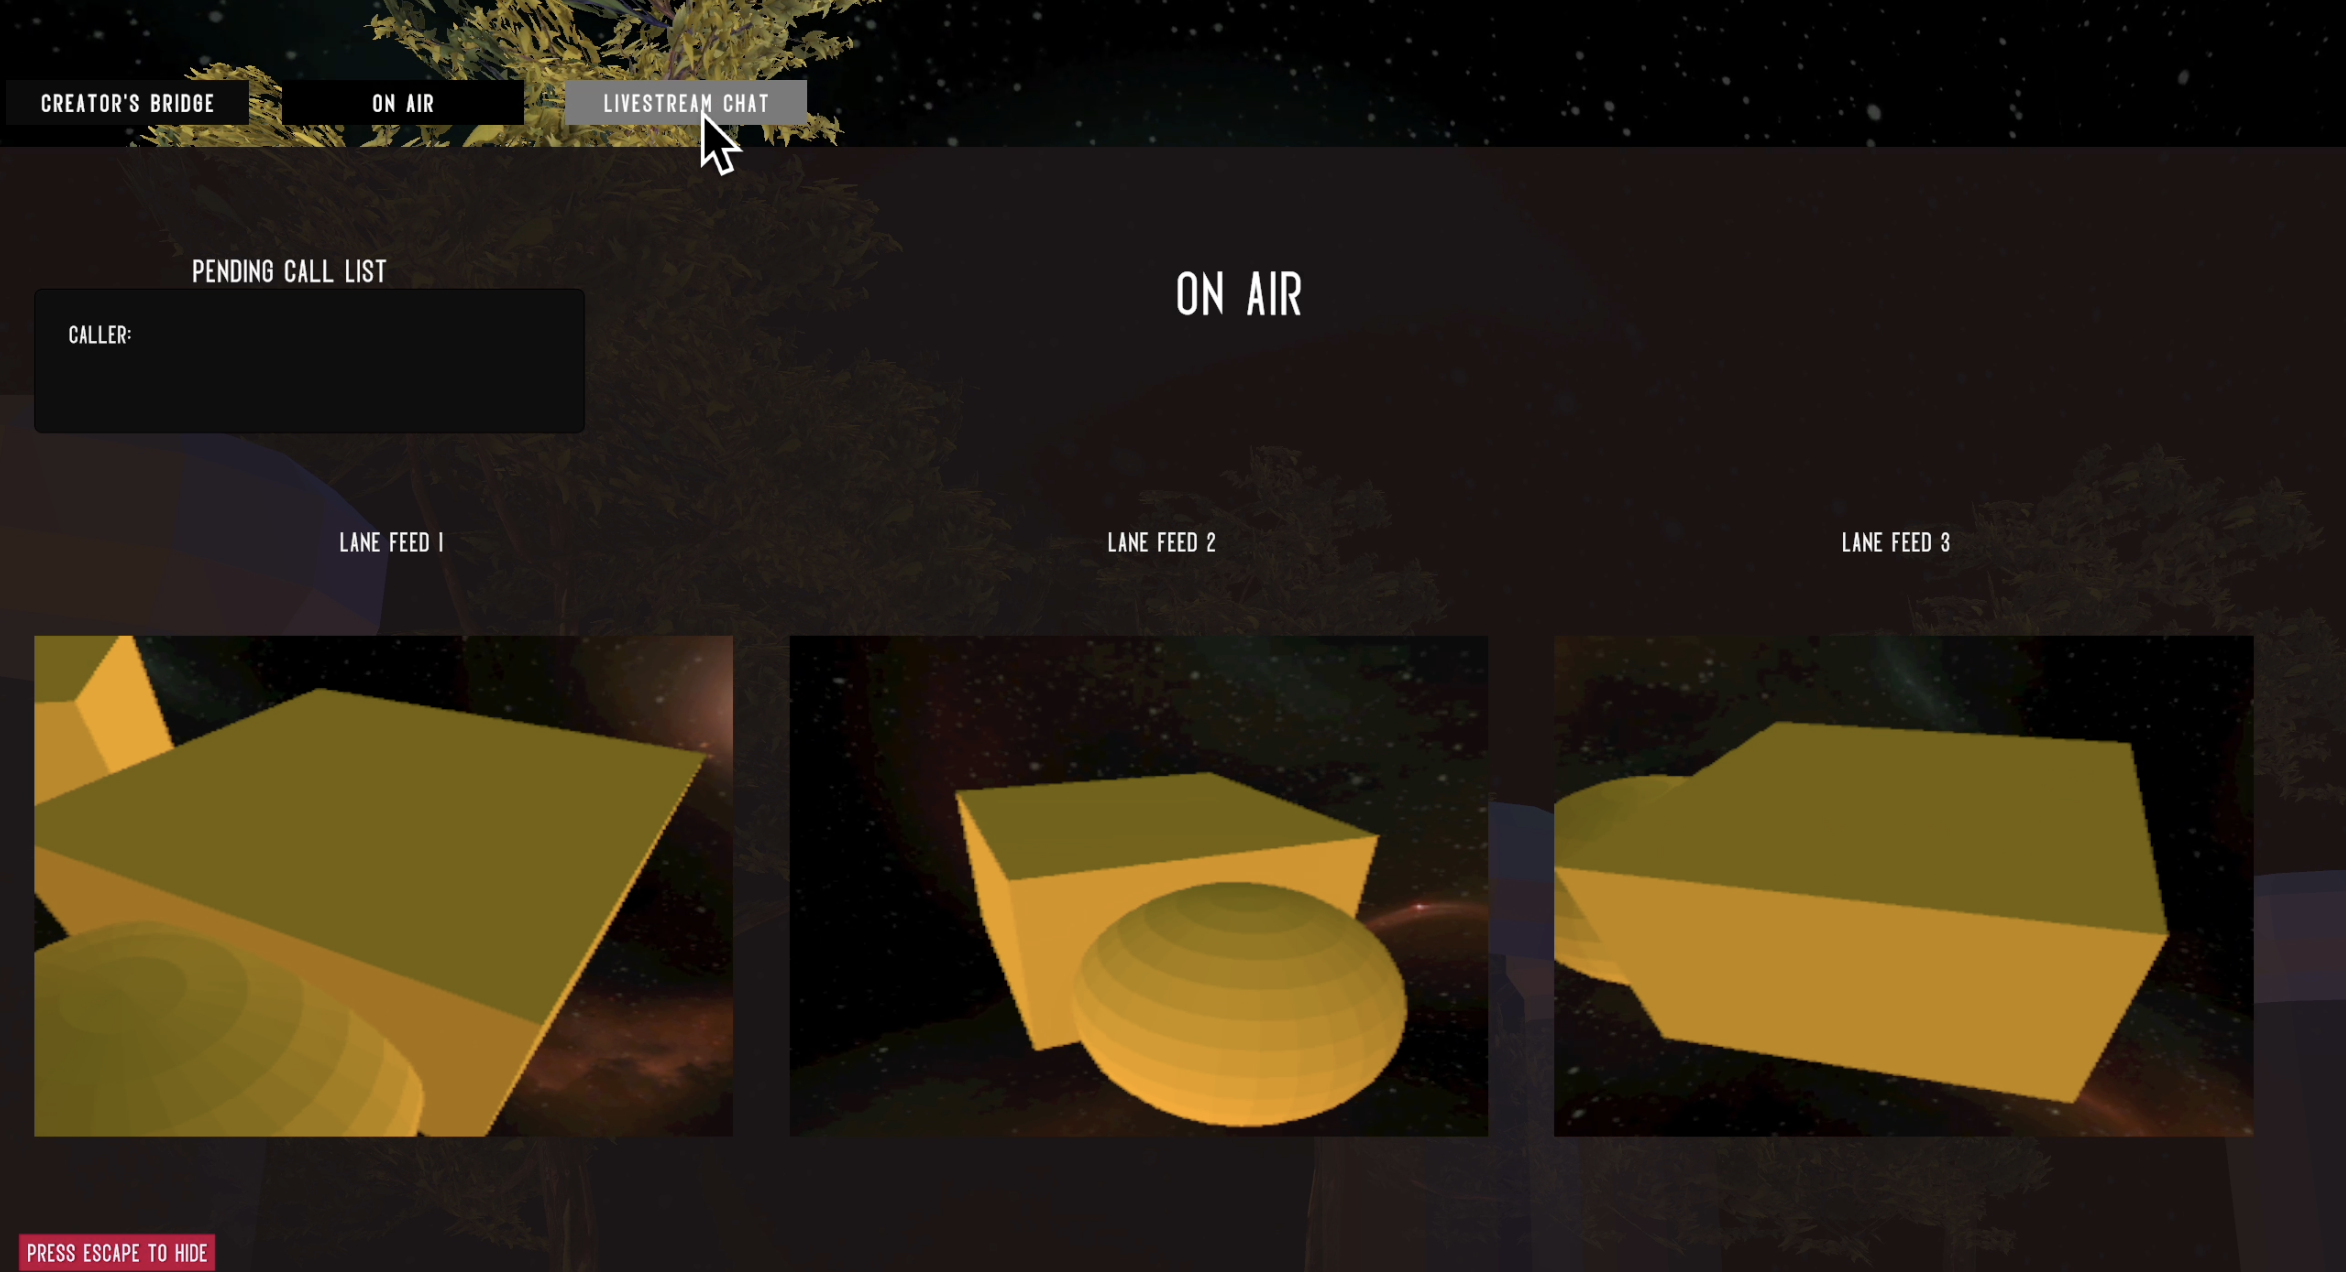 CREATOR'S BRIDGE
ON AIR
LIVESTREAM CHAT
PENDING CALL LIST
CALLER:
ON AIR
LANE FEED 1
LANE FEED 2
LANE FEED 3
PRESS ESCAPE TO HIDE